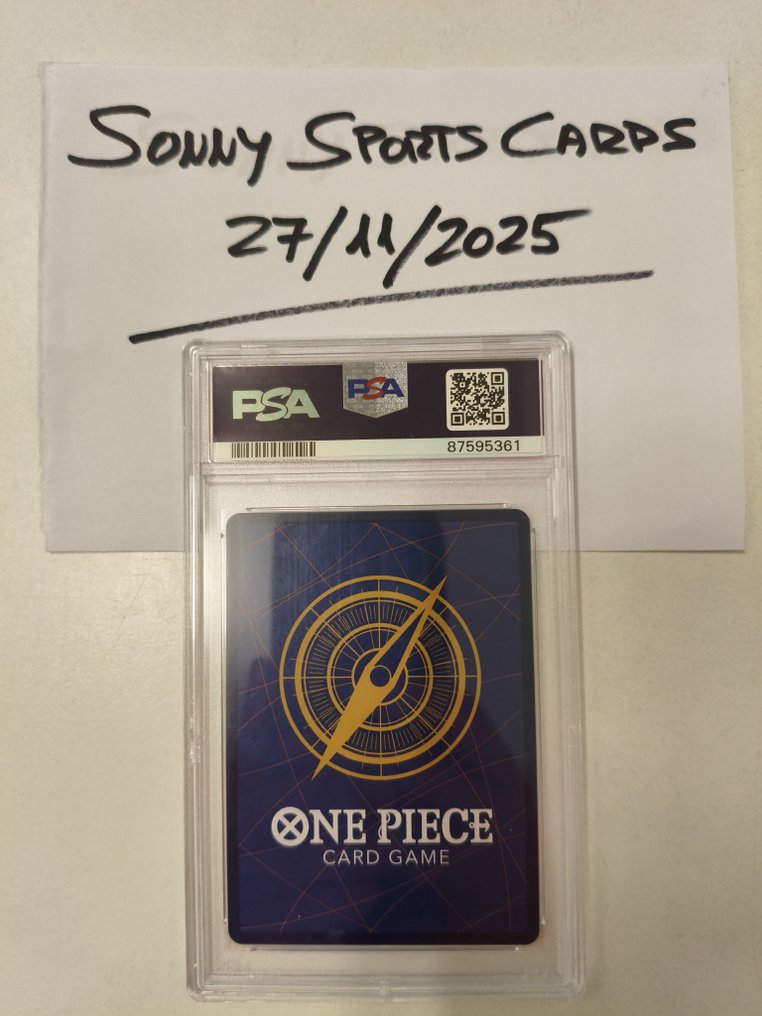 SONNY SPORTS CARDS
27/11/2025
PSA PSA
87595361
ONE PIECE
CARD GAME